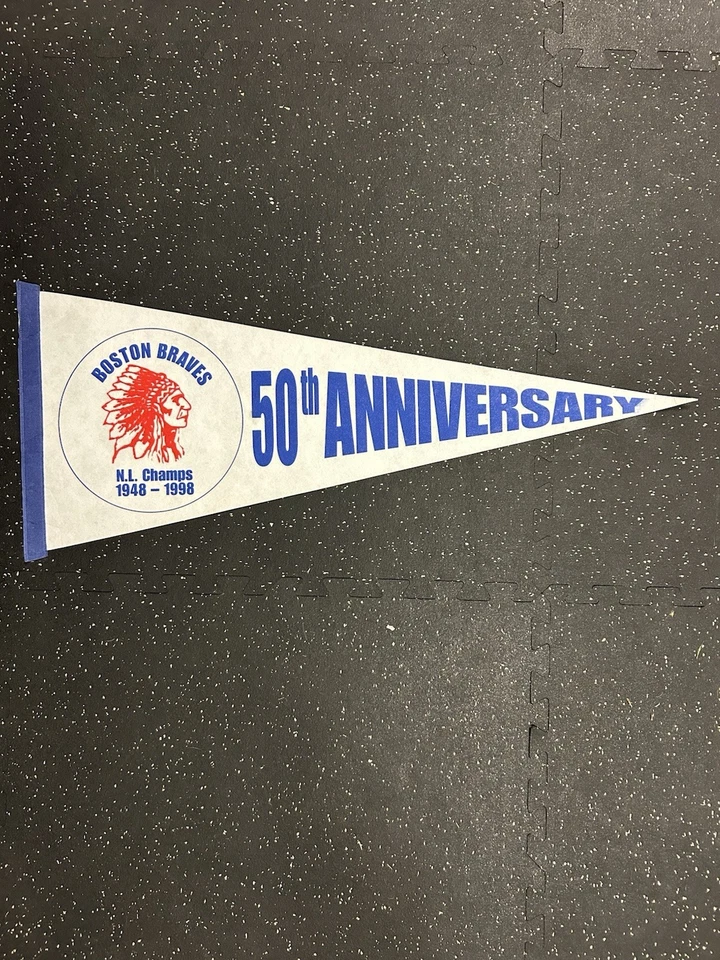 BOSTON BRAVES
N.L. Champs
1948 – 1998
50th ANNIVERSARY